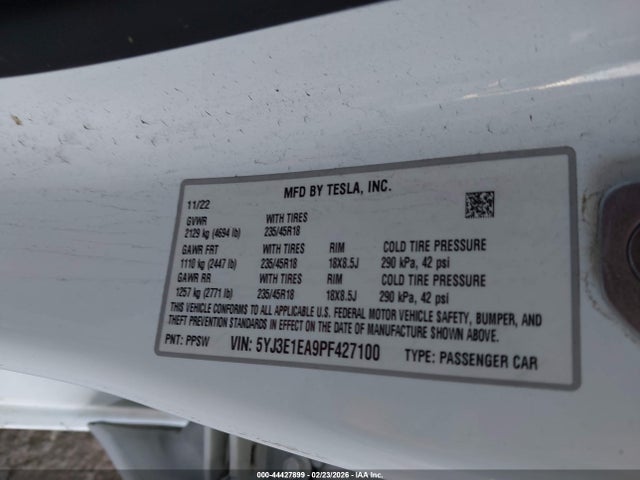 MFD BY TESLA, INC.
11/22
GVWR WITH TIRES
2129 kg (4694 lb) 235/45R18
GAWR FRT WITH TIRES RIM COLD TIRE PRESSURE
1110 kg (2447 lb) 235/45R18 18X8.5J 290 kPa, 42 psi
GAWR RR WITH TIRES RIM COLD TIRE PRESSURE
1257 kg (2771 lb) 235/45R18 18X8.5J 290 kPa, 42 psi
THIS VEHICLE CONFORMS TO ALL APPLICABLE U.S. FEDERAL MOTOR VEHICLE SAFETY, BUMPER, AND
THEFT PREVENTION STANDARDS IN EFFECT ON THE DATE OF MANUFACTURE SHOWN ABOVE.
PNT: PPSW VIN: 5YJ3E1EA9PF427100 TYPE: PASSENGER CAR
000-44427899 - 02/23/2026 - IAA Inc.